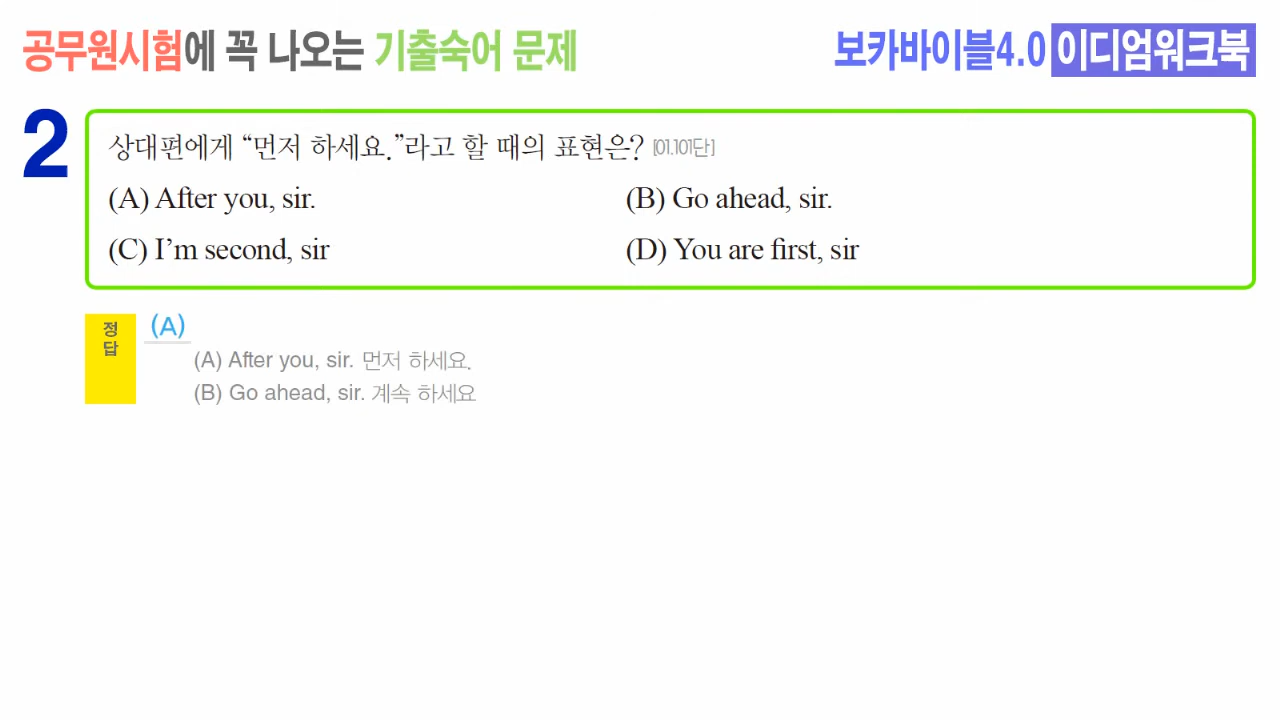 공무원시험에 꼭 나오는 기출숙어 문제
보카바이블4.0 이디엄워크북
2
상대편에게 “먼저 하세요.”라고 할 때의 표현은? [01.101단]
(A) After you, sir.
(B) Go ahead, sir.
(C) I’m second, sir
(D) You are first, sir
정답
(A)
(A) After you, sir. 먼저 하세요.
(B) Go ahead, sir. 계속 하세요